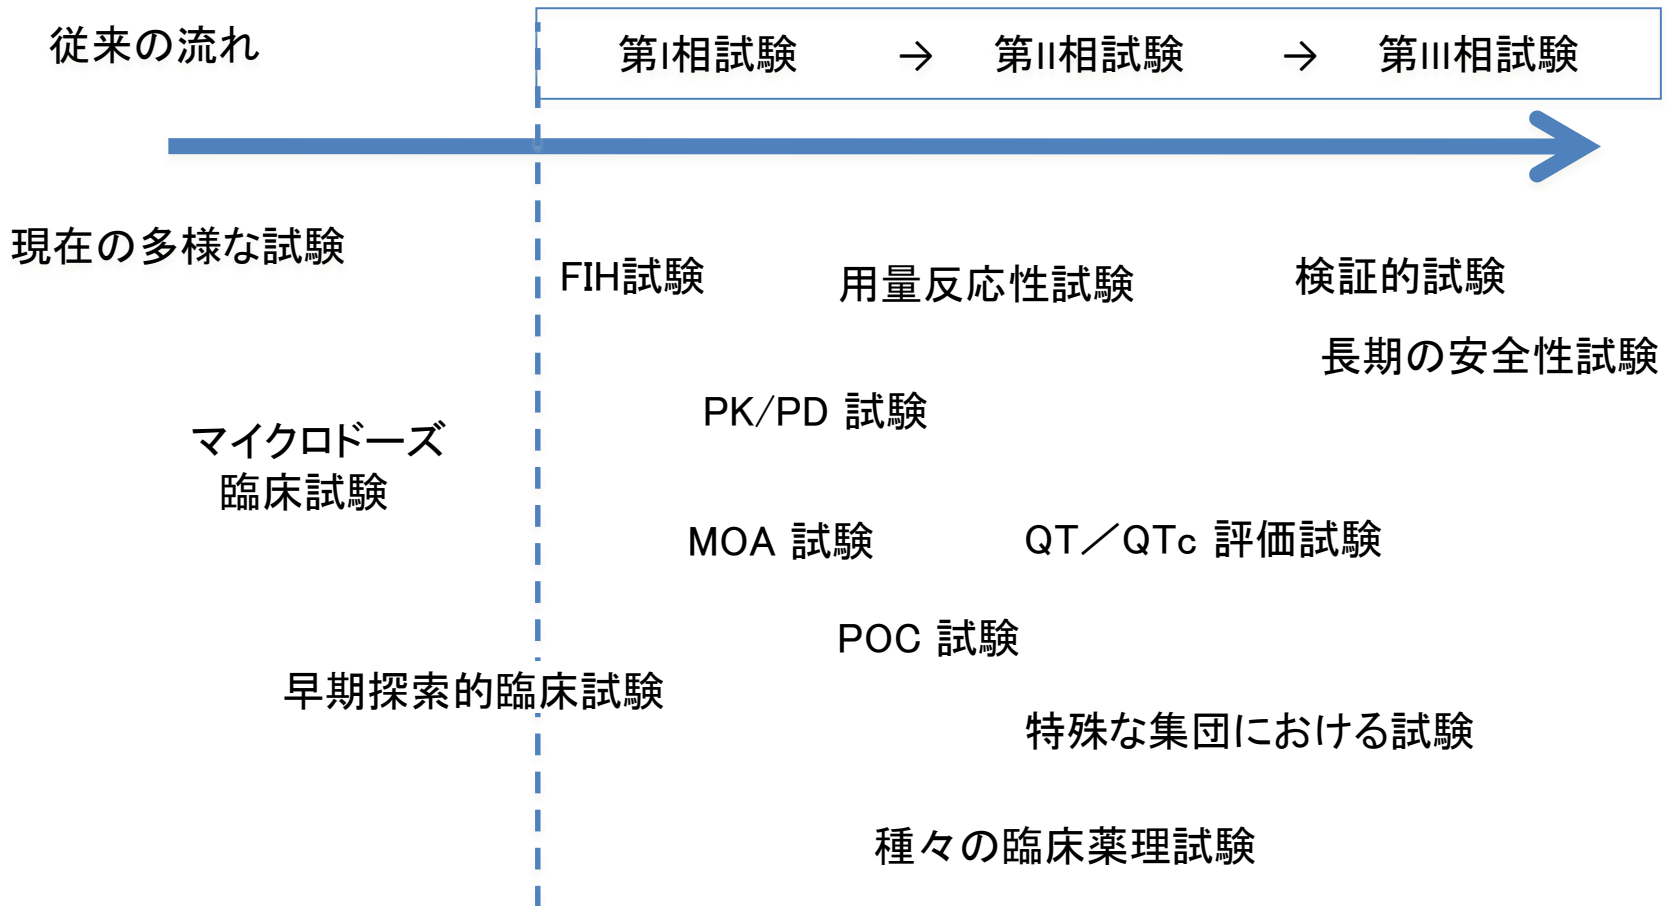 従来の流れ
第I相試験 → 第II相試験 → 第III相試験
現在の多様な試験
FIH試験
用量反応性試験
検証的試験
長期の安全性試験
PK/PD 試験
マイクロドーズ
臨床試験
MOA 試験
QT／QTc 評価試験
POC 試験
早期探索的臨床試験
特殊な集団における試験
種々の臨床薬理試験